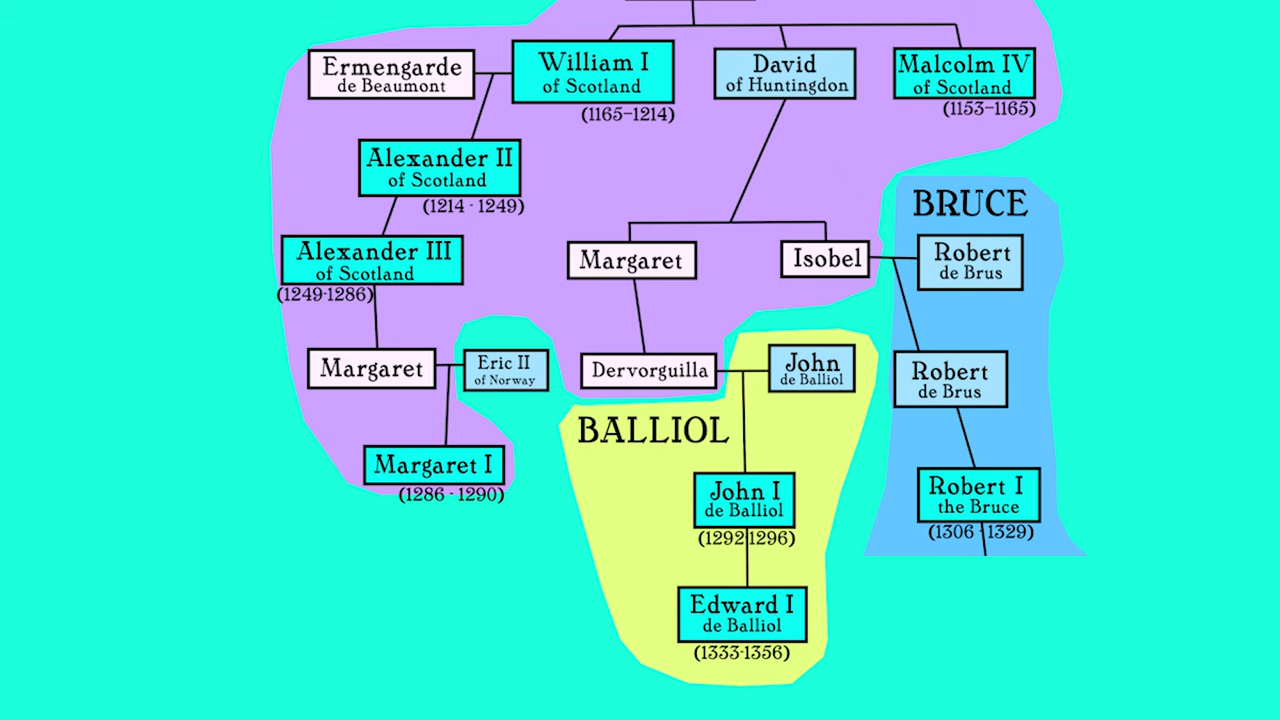 Ermengarde
de Beaumont
William I
of Scotland
(1165-1214)
David
of Huntingdon
Malcolm IV
of Scotland
(1153-1165)
Alexander II
of Scotland
(1214 - 1249)
BRUCE
Alexander III
of Scotland
(1249-1286)
Margaret
Isobel
Robert
de Brus
Margaret
Eric II
of Norway
Dervorguilla
John
de Balliol
Robert
de Brus
BALLIOL
Margaret I
(1286 - 1290)
John I
de Balliol
(1292 1296)
Robert I
the Bruce
(1306 - 1329)
Edward I
de Balliol
(1333-1356)